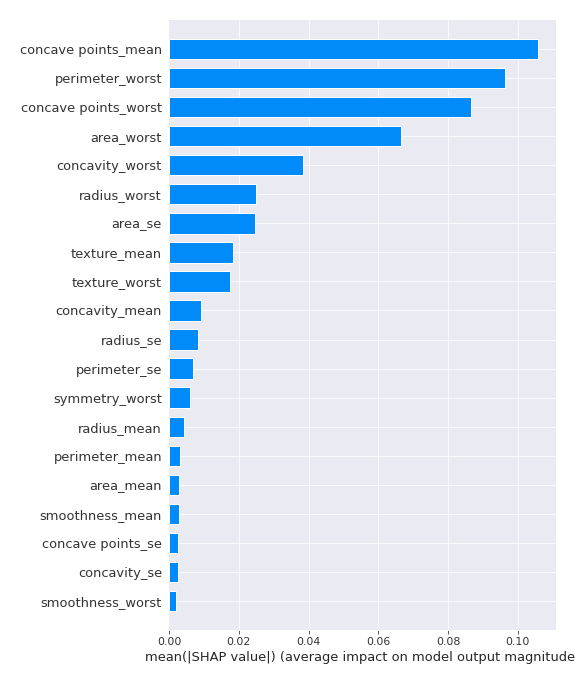 concave points_mean
perimeter_worst
concave points_worst
area_worst
concavity_worst
radius_worst
area_se
texture_mean
texture_worst
concavity_mean
radius_se
perimeter_se
symmetry_worst
radius_mean
perimeter_mean
area_mean
smoothness_mean
concave points_se
concavity_se
smoothness_worst
0.00 0.02 0.04 0.06 0.08 0.10
mean(|SHAP value|) (average impact on model output magnitude